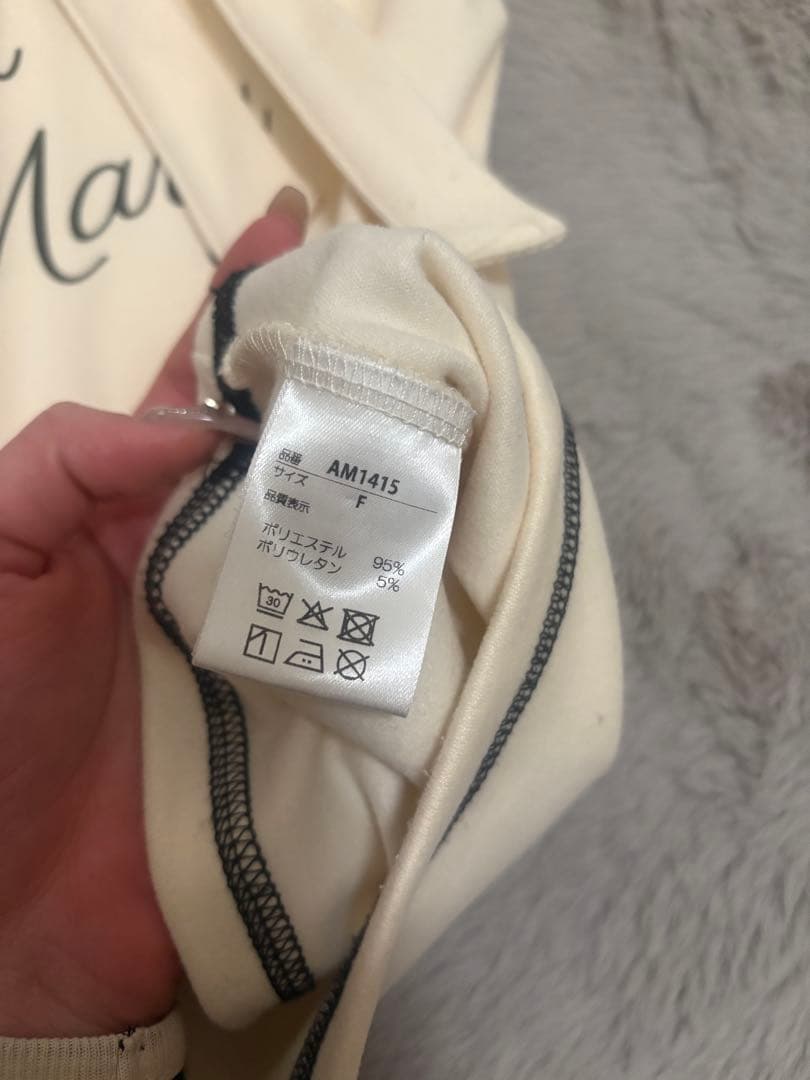 Mar
品番 AM1415
サイズ F
品質表示
ポリエステル 95%
ポリウレタン 5%
30